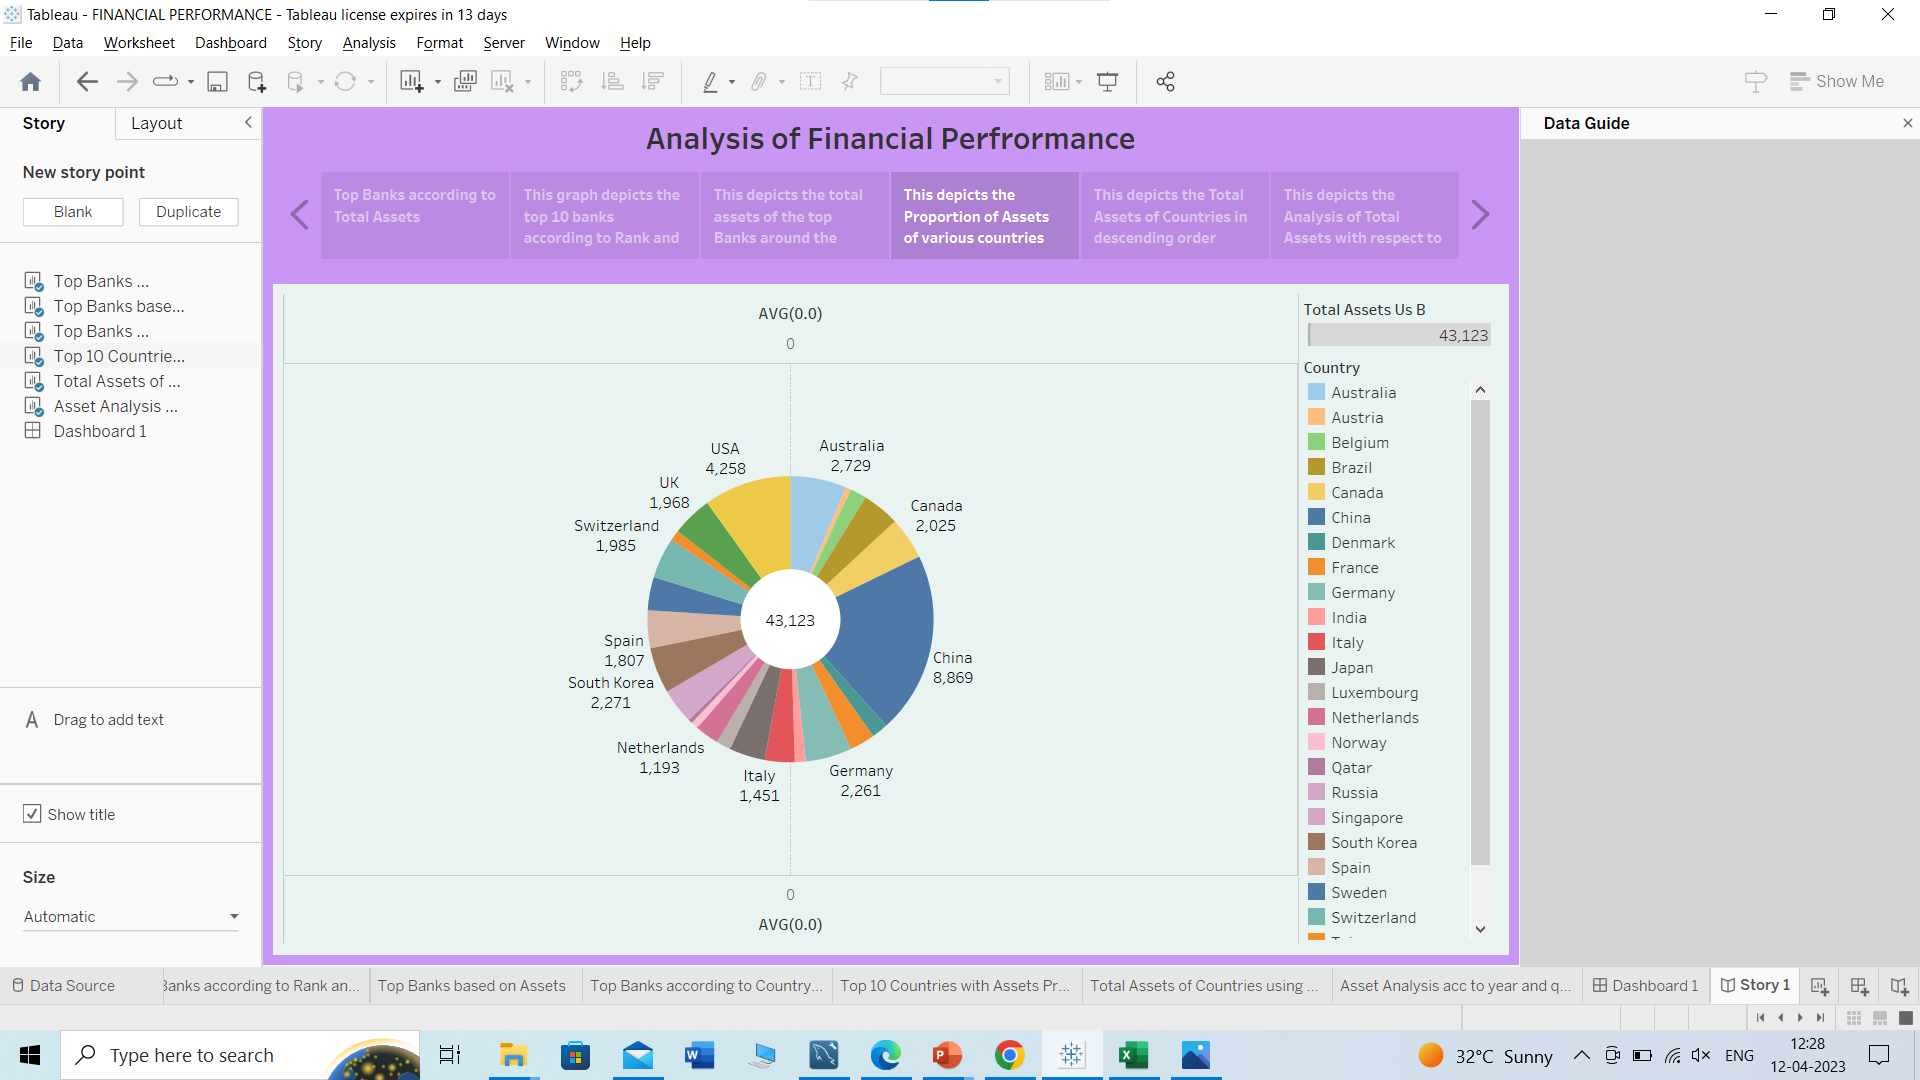 Tableau - FINANCIAL PERFORMANCE - Tableau license expires in 13 days
File Data Worksheet Dashboard Story Analysis Format Server Window Help
Show Me
Story Layout
New story point
Blank Duplicate
Top Banks ...
Top Banks base...
Top Banks ...
Top 10 Countrie...
Total Assets of ...
Asset Analysis ...
Dashboard 1
A Drag to add text
Show title
Size
Automatic
Analysis of Financial Perfrormance
Top Banks according to
Total Assets
This graph depicts the
top 10 banks
according to Rank and
This depicts the total
assets of the top
Banks around the
This depicts the
Proportion of Assets
of various countries
This depicts the Total
Assets of Countries in
descending order
This depicts the
Analysis of Total
Assets with respect to
AVG(0.0)
0
USA
4,258
Australia
2,729
UK
1,968
Canada
2,025
Switzerland
1,985
43,123
Spain
1,807
China
8,869
South Korea
2,271
Netherlands
1,193
Italy
1,451
Germany
2,261
0
AVG(0.0)
Total Assets Us B
43,123
Country
Australia
Austria
Belgium
Brazil
Canada
China
Denmark
France
Germany
India
Italy
Japan
Luxembourg
Netherlands
Norway
Qatar
Russia
Singapore
South Korea
Spain
Sweden
Switzerland
Data Guide
Data Source
Banks according to Rank an...
Top Banks based on Assets
Top Banks according to Country...
Top 10 Countries with Assets Pr...
Total Assets of Countries using ...
Asset Analysis acc to year and q...
Dashboard 1
Story 1
Type here to search
32°C Sunny
ENG
12:28
12-04-2023